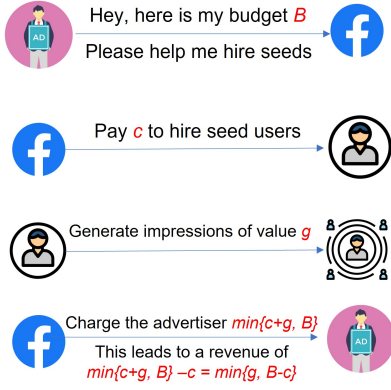 Hey, here is my budget B
AD
Please help me hire seeds
Pay c to hire seed users
Generate impressions of value g
Charge the advertiser min{c+g, B}
AD
This leads to a revenue of
min{c+g, B} –c = min{g, B-c}